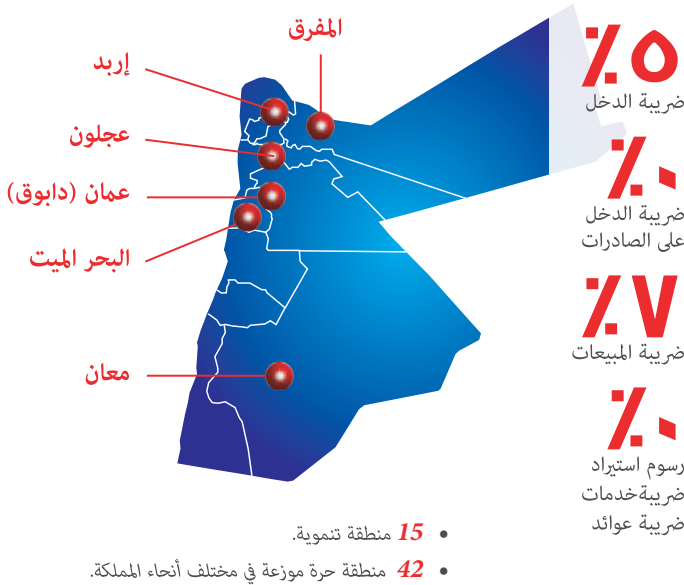 المفرق
إربد
عجلون
عمان (دابوق)
البحر الميت
معان
٪٥
ضريبة الدخل
٪٠
ضريبة الدخل
على الصادرات
٪٧
ضريبة المبيعات
٪٠
رسوم استيراد
ضريبةخدمات
ضريبة عوائد
• 15 منطقة تنموية.
• 42 منطقة حرة موزعة في مختلف أنحاء المملكة.